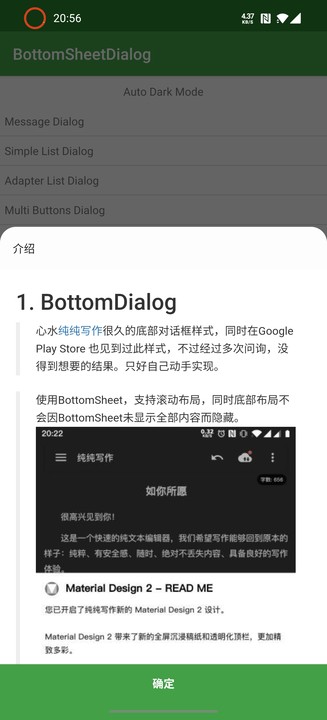 20:56
4.37
KB/S
BottomSheetDialog
Auto Dark Mode
Message Dialog
Simple List Dialog
Adapter List Dialog
Multi Buttons Dialog
介绍
1. BottomDialog
心水纯纯写作很久的底部对话框样式，同时在Google
Play Store 也见到过此样式，不过经过多次问询，没
得到想要的结果。只好自己动手实现。
使用BottomSheet，支持滚动布局，同时底部布局不
会因BottomSheet未显示全部内容而隐藏。
20:22
纯纯写作
字数: 656
如你所愿
很高兴见到你！
这是一个快速的纯文本编辑器，我们希望写作能够回到原本的
样子：纯粹、有安全感、随时、绝对不丢失内容、具备良好的写作
体验。
Material Design 2 – READ ME
您已开启了纯纯写作新的 Material Design 2 设计。
Material Design 2 带来了新的全屏沉浸稿纸和透明化顶栏，更加精
致多彩。
确定